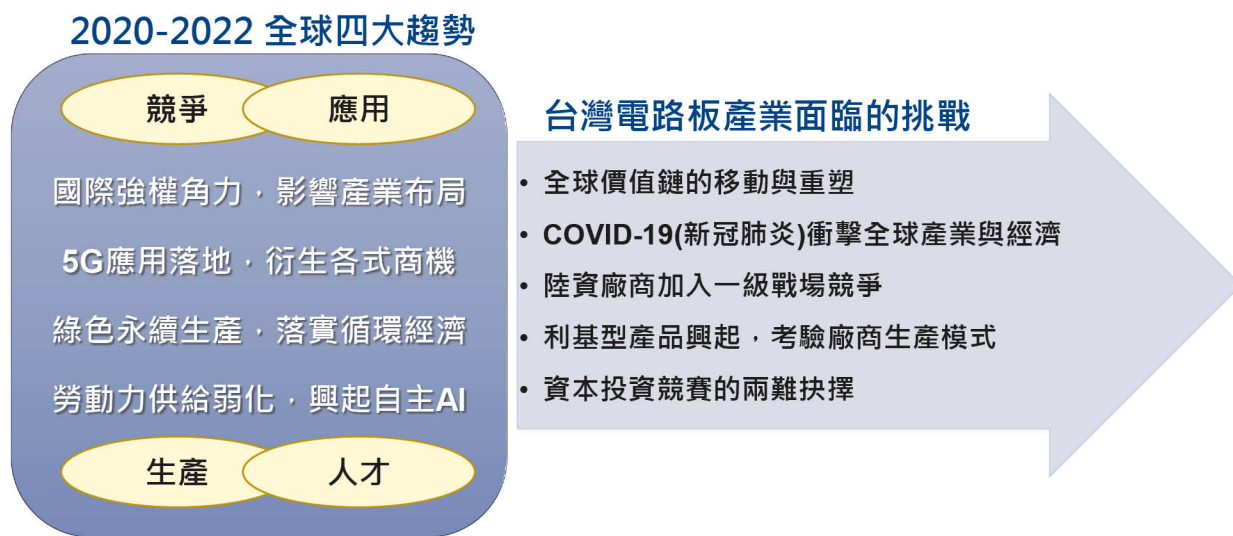 2020-2022 全球四大趨勢
競爭
應用
國際強權角力，影響產業布局
5G應用落地，衍生各式商機
綠色永續生產，落實循環經濟
勞動力供給弱化，興起自主AI
生產
人才
台灣電路板產業面臨的挑戰
• 全球價值鏈的移動與重塑
• COVID-19(新冠肺炎)衝擊全球產業與經濟
• 陸資廠商加入一級戰場競爭
• 利基型產品興起，考驗廠商生產模式
• 資本投資競賽的兩難抉擇